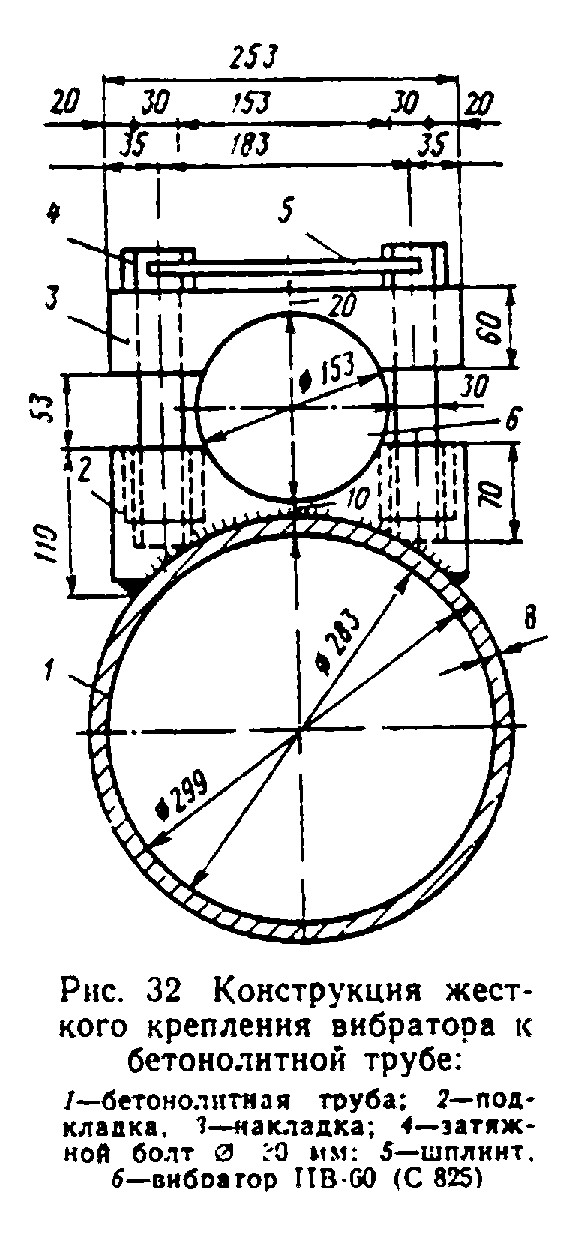 253
20 30 153 30 20
35 183 35
4 5
3 20 60
ø 153
53 30
6
2 10 70
110
ø 283 8
1
ø 299
Рис. 32 Конструкция жест-
кого крепления вибратора к
бетонолитной трубе:
1—бетонолитная труба; 2—под-
кладка, 3—накладка; 4—затяж-
ной болт Ø мм: 5—шплинт.
6—вибратор ПВ-60 (С 825)